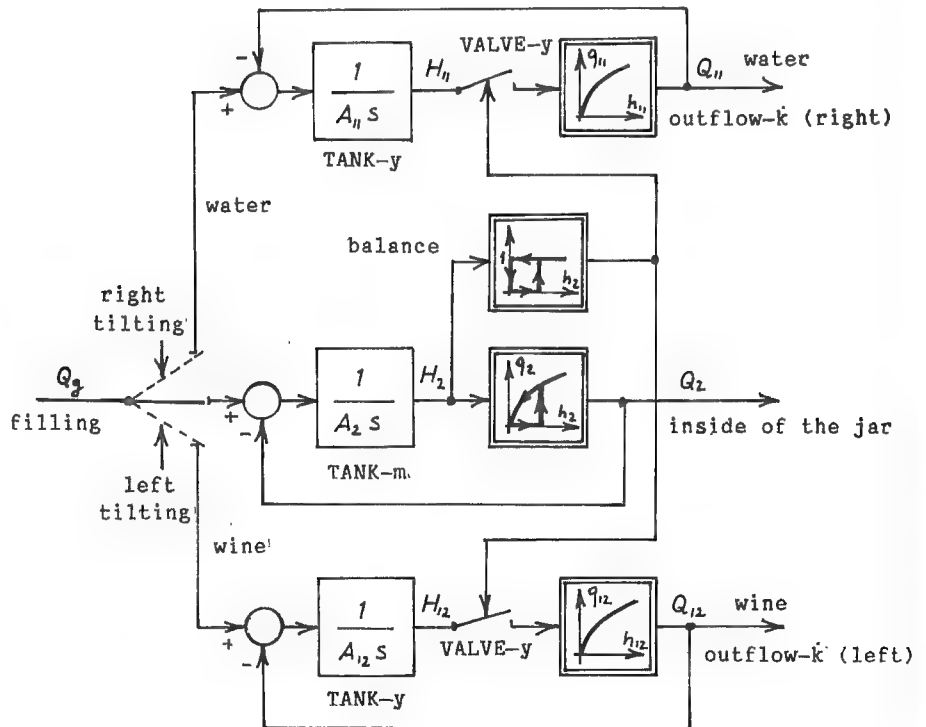 VALVE-y
-
+
1
A₁₁ s
TANK-y
H₁₁
q₁₁
h₁₁
Q₁₁
water
outflow-k̇ (right)
water
balance
1
h₂
right
tilting
Q_g
filling
+
-
1
A₂ s
TANK-m
H₂
q₂
h₂
Q₂
inside of the jar
left
tilting
wine
+
-
1
A₁₂ s
TANK-y
H₁₂
VALVE-y
q₁₂
h₁₂
Q₁₂
wine
outflow-k̇ (left)